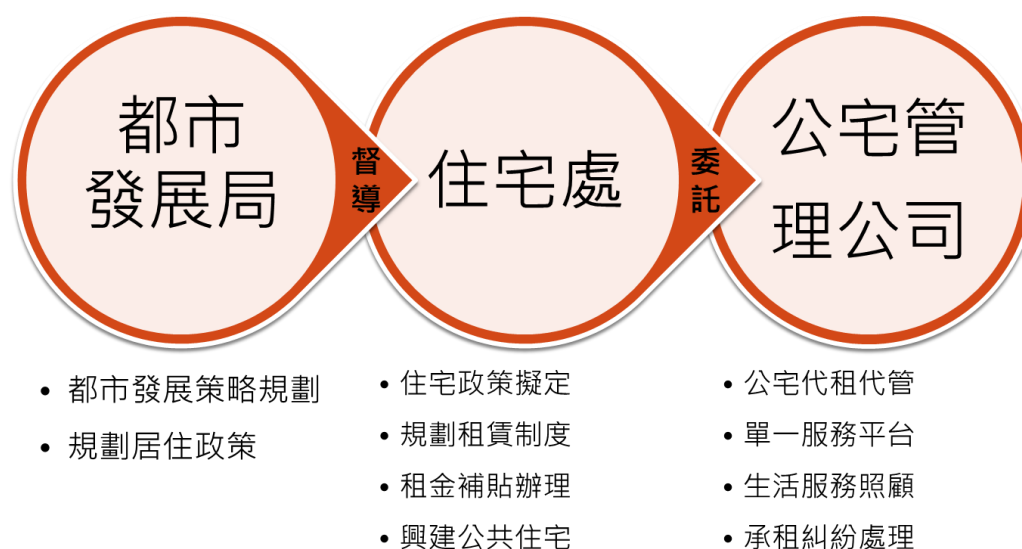 都市
發展局
督
導
住宅處
委
託
公宅管
理公司
• 都市發展策略規劃
• 規劃居住政策
• 住宅政策擬定
• 規劃租賃制度
• 租金補貼辦理
• 興建公共住宅
• 公宅代租代管
• 單一服務平台
• 生活服務照顧
• 承租糾紛處理